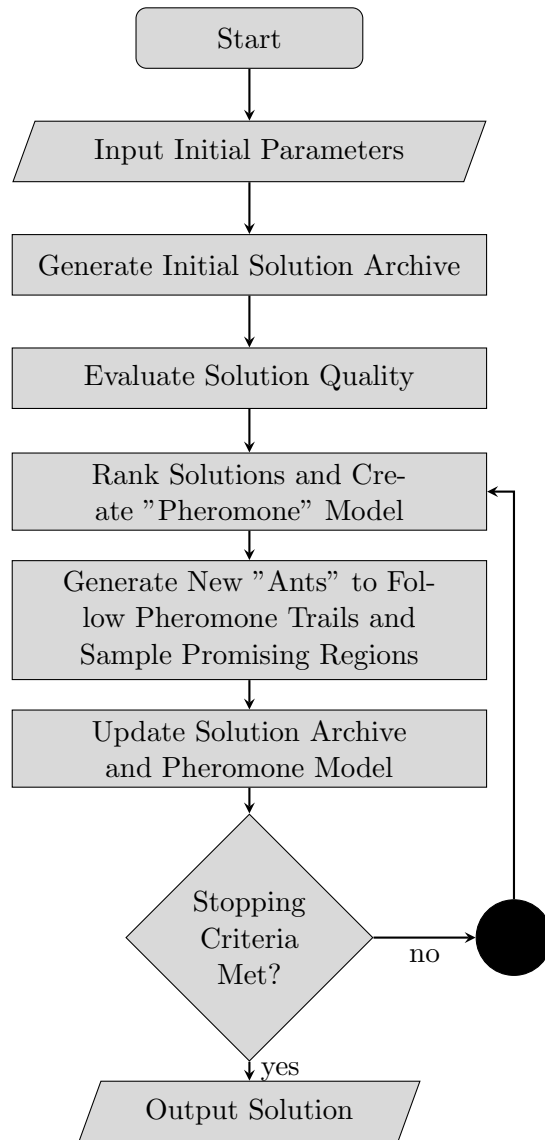 Start
Input Initial Parameters
Generate Initial Solution Archive
Evaluate Solution Quality
Rank Solutions and Cre-
ate ”Pheromone” Model
Generate New ”Ants” to Fol-
low Pheromone Trails and
Sample Promising Regions
Update Solution Archive
and Pheromone Model
Stopping
Criteria
Met?
no
yes
Output Solution